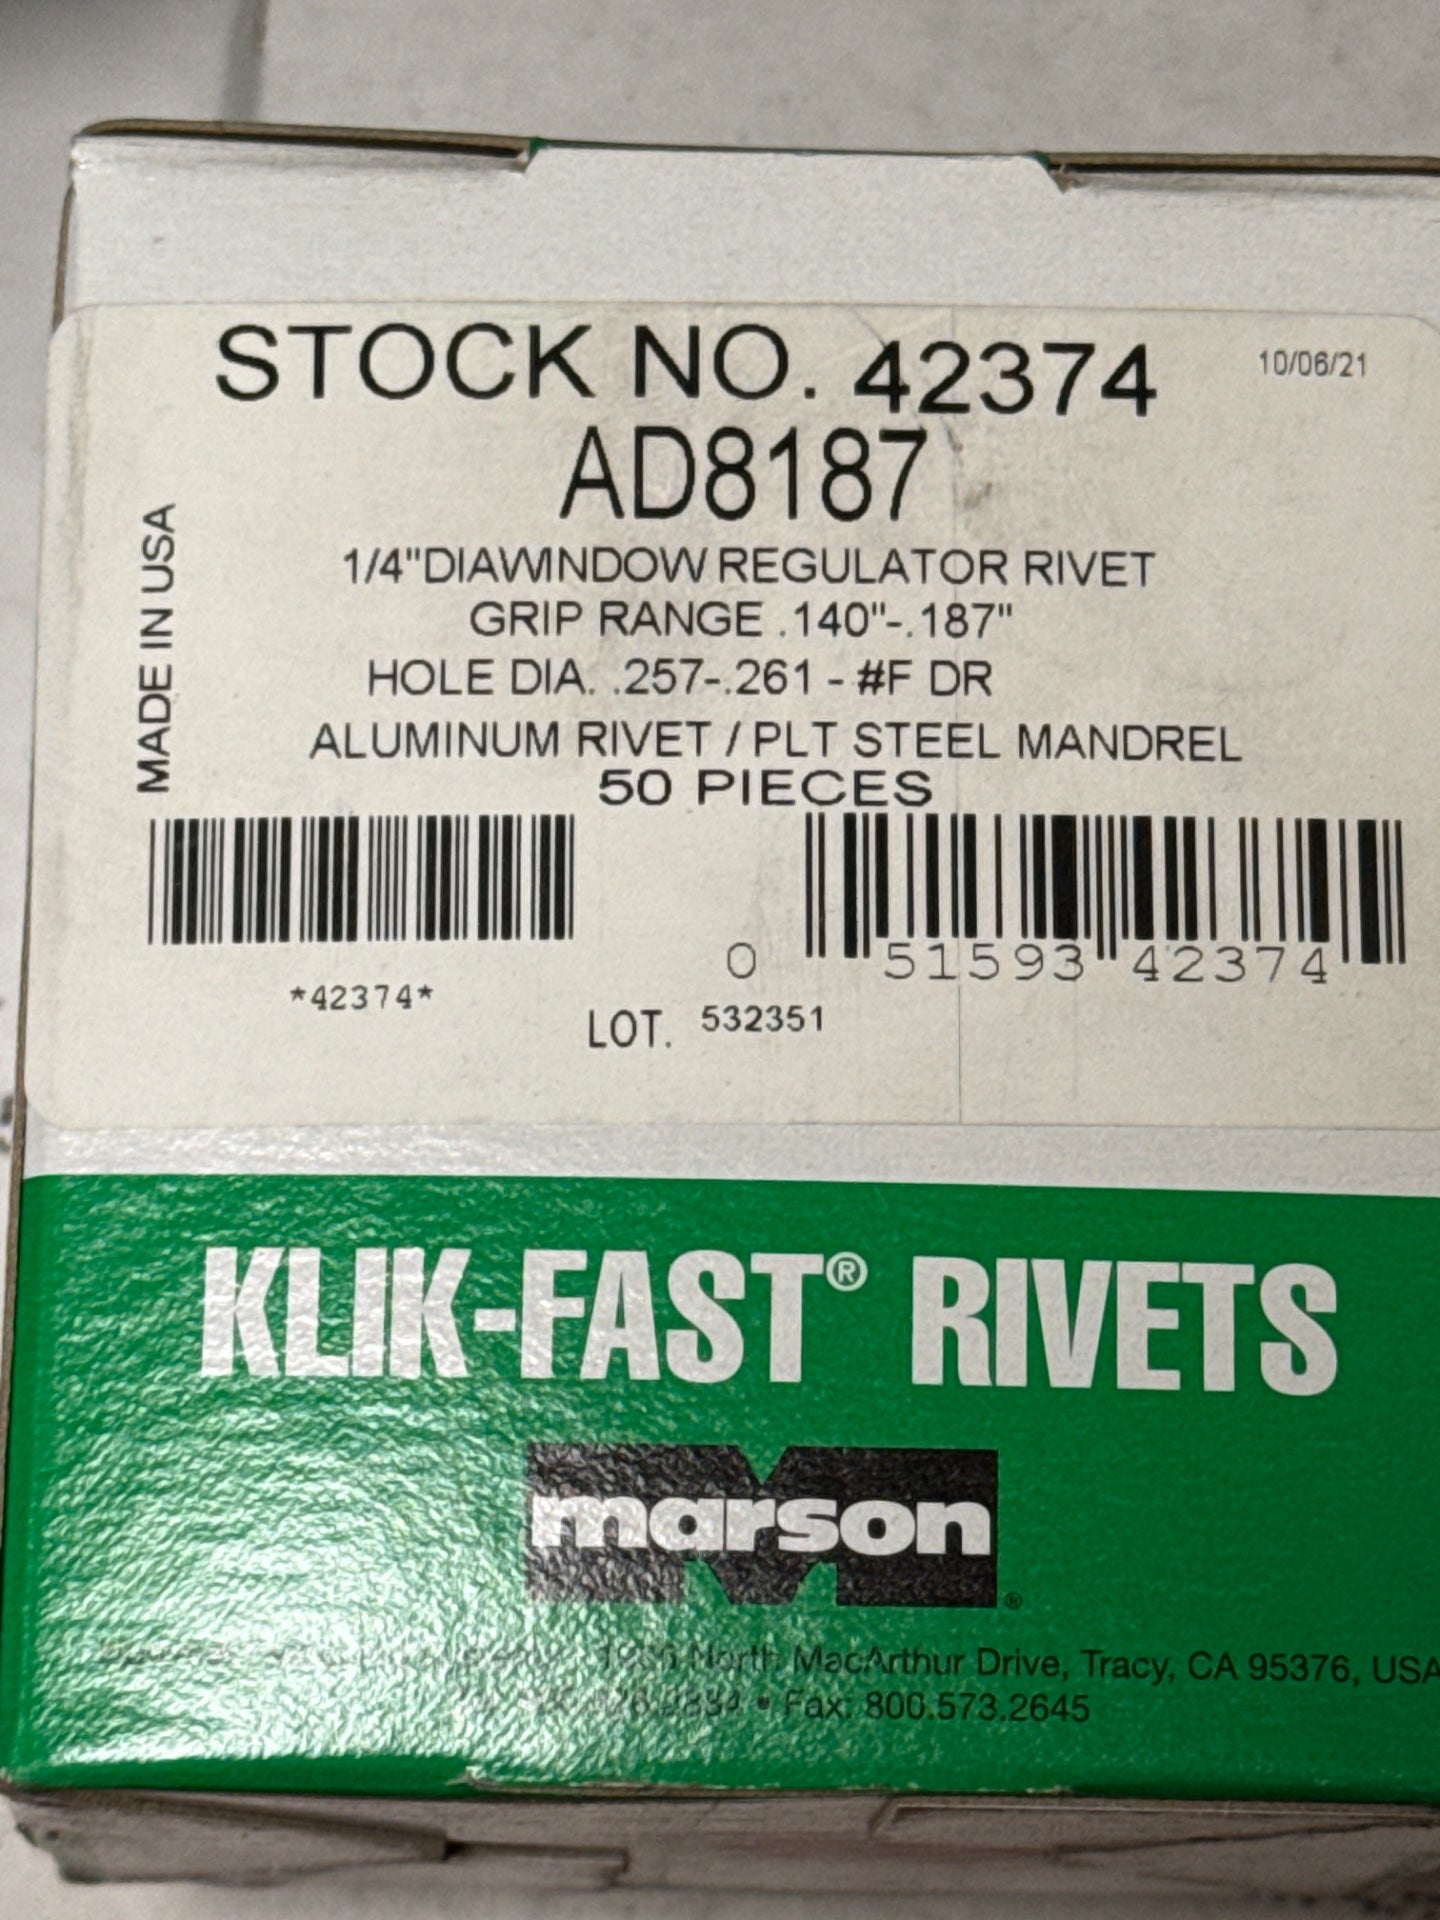 STOCK NO. 42374
10/06/21
AD8187
MADE IN USA
1/4"DIAWINDOW REGULATOR RIVET
GRIP RANGE .140"-.187"
HOLE DIA. .257-.261 - #F DR
ALUMINUM RIVET / PLT STEEL MANDREL
50 PIECES
*42374*
0 51593 42374
LOT. 532351
KLIK-FAST® RIVETS
marson®
North MacArthur Drive, Tracy, CA 95376, USA
• Fax: 800.573.2645